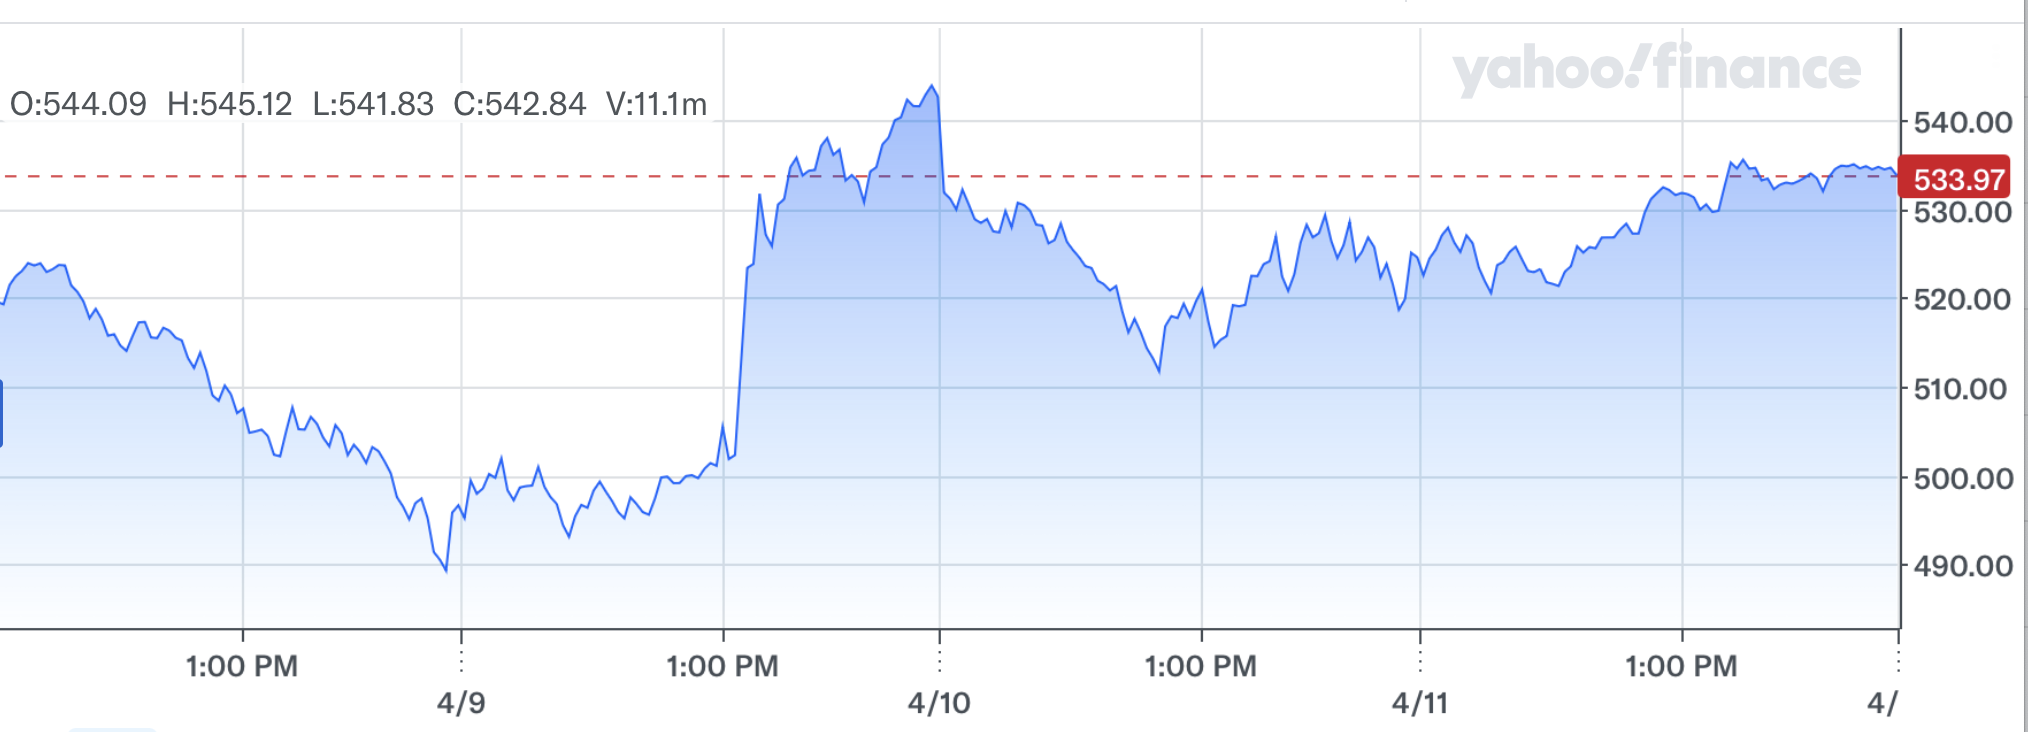 yahoo!finance
O:544.09 H:545.12 L:541.83 C:542.84 V:11.1m
540.00
533.97
530.00
520.00
510.00
500.00
490.00
1:00 PM 1:00 PM 1:00 PM 1:00 PM
4/9 4/10 4/11 4/